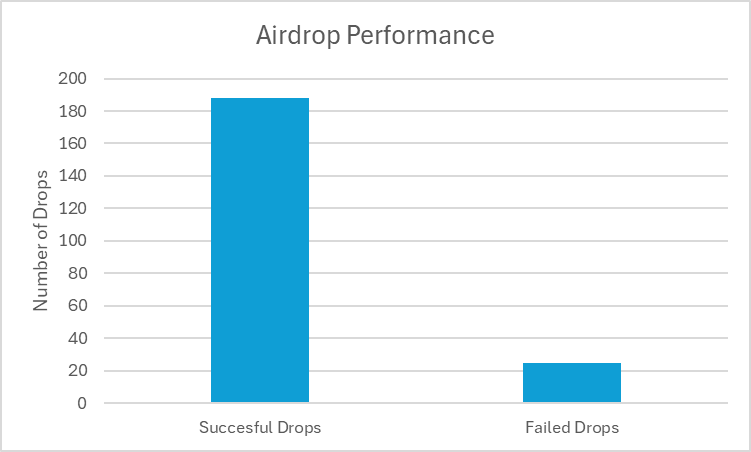 Airdrop Performance
Number of Drops
200
180
160
140
120
100
80
60
40
20
0
Succesful Drops
Failed Drops